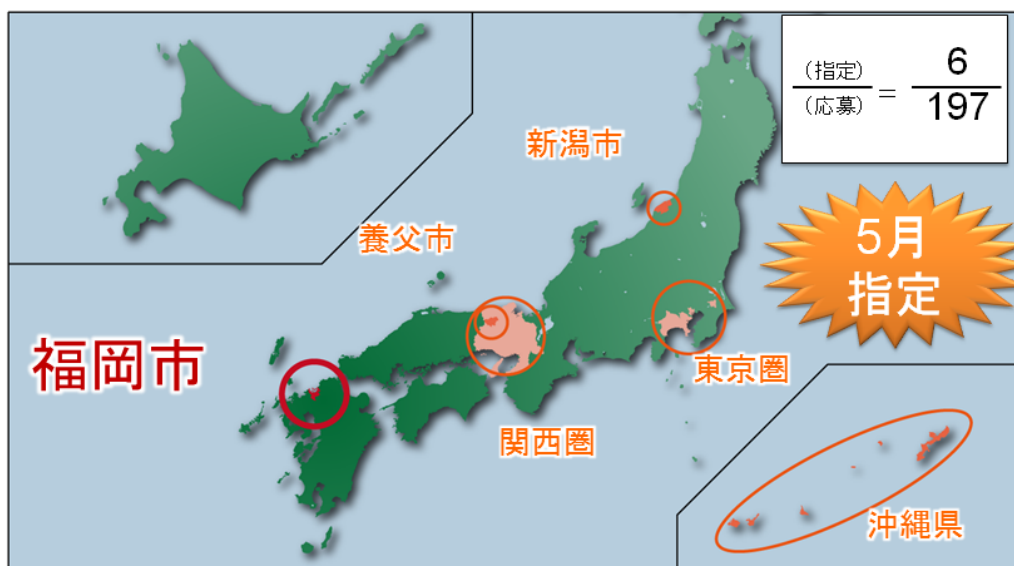 (指定)
(応募)
=
6
197
新潟市
養父市
5月
指定
福岡市
東京圏
関西圏
沖縄県